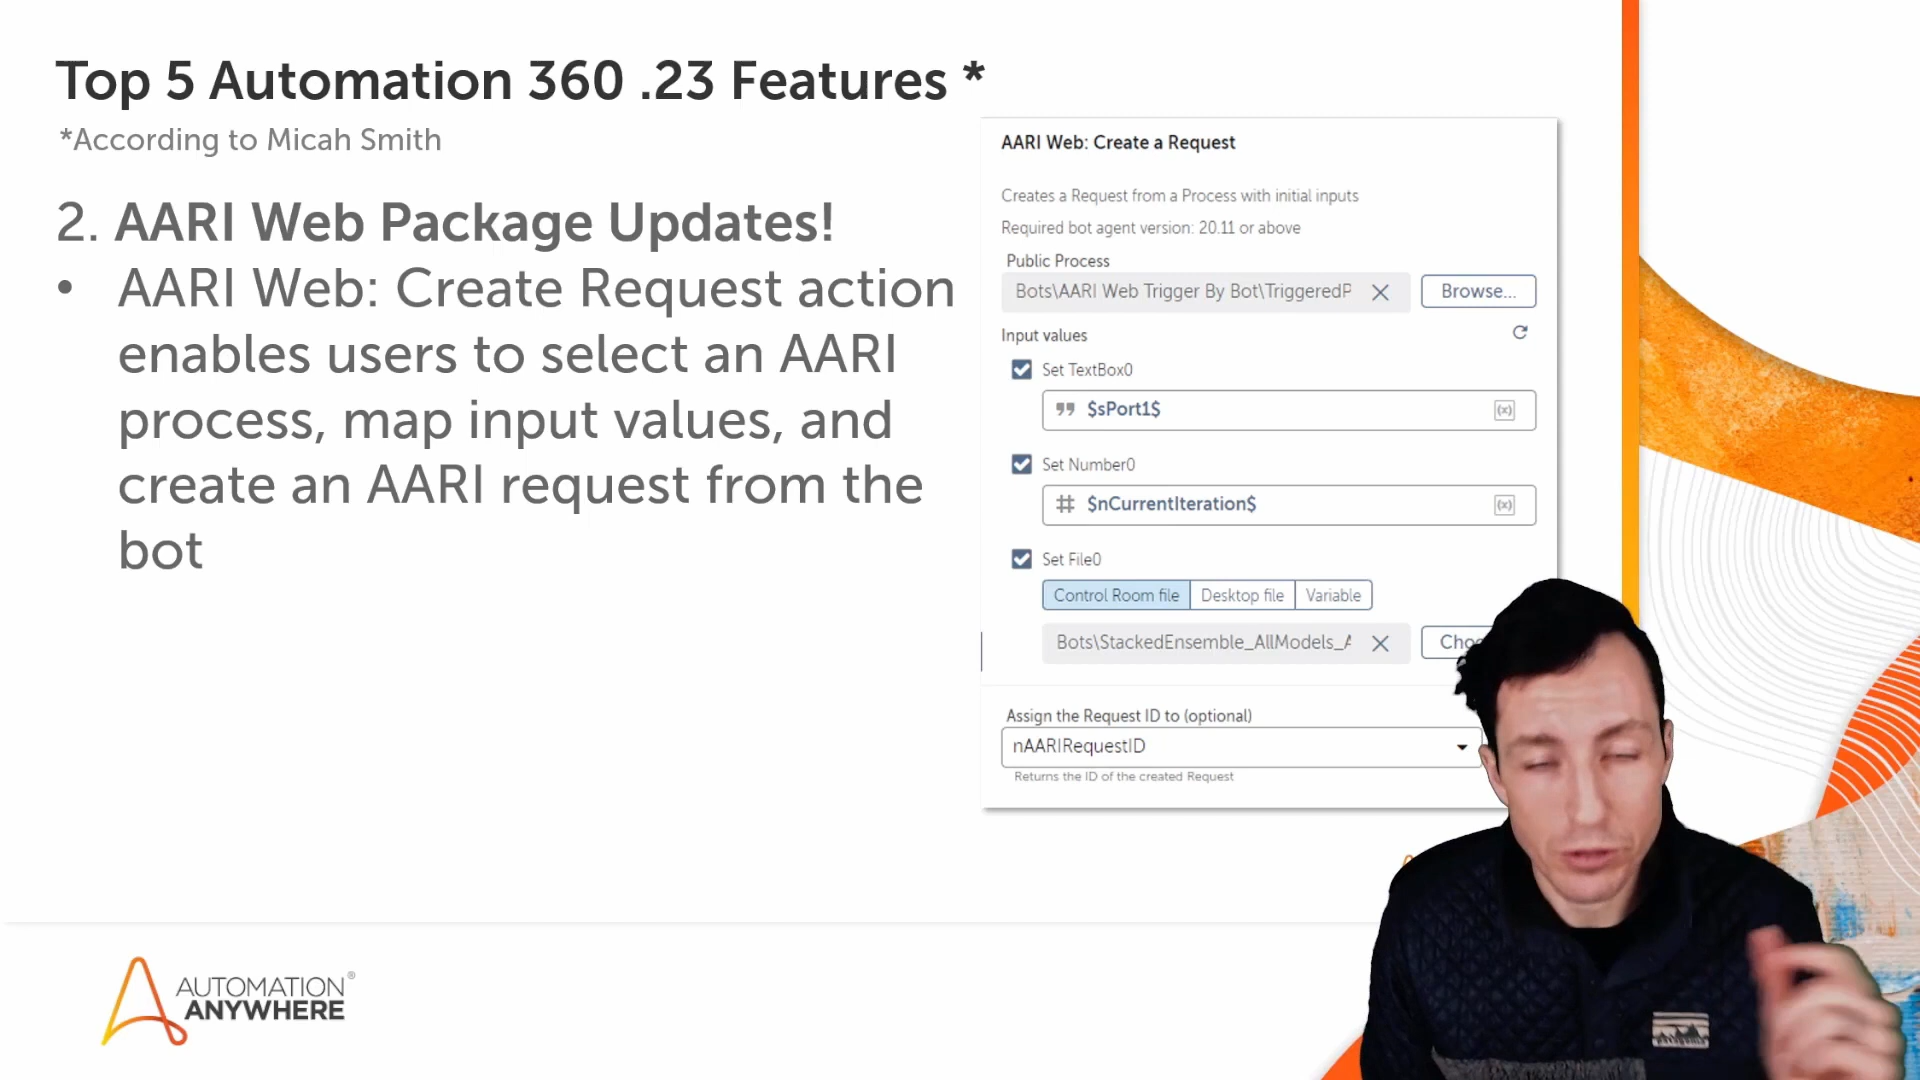 Top 5 Automation 360 .23 Features *
*According to Micah Smith
2. AARI Web Package Updates!
• AARI Web: Create Request action
enables users to select an AARI
process, map input values, and
create an AARI request from the
bot
AARI Web: Create a Request
Creates a Request from a Process with initial inputs
Required bot agent version: 20.11 or above
Public Process
Bots\AARI Web Trigger By Bot\TriggeredP
Browse...
Input values
Set TextBox0
$sPort1$
(x)
Set Number0
# $nCurrentIteration$
(x)
Set File0
Control Room file Desktop file Variable
Bots\StackedEnsemble_AllModels_A
Assign the Request ID to (optional)
nAARIRequestID
Returns the ID of the created Request
AUTOMATION®
ANYWHERE
patagonia